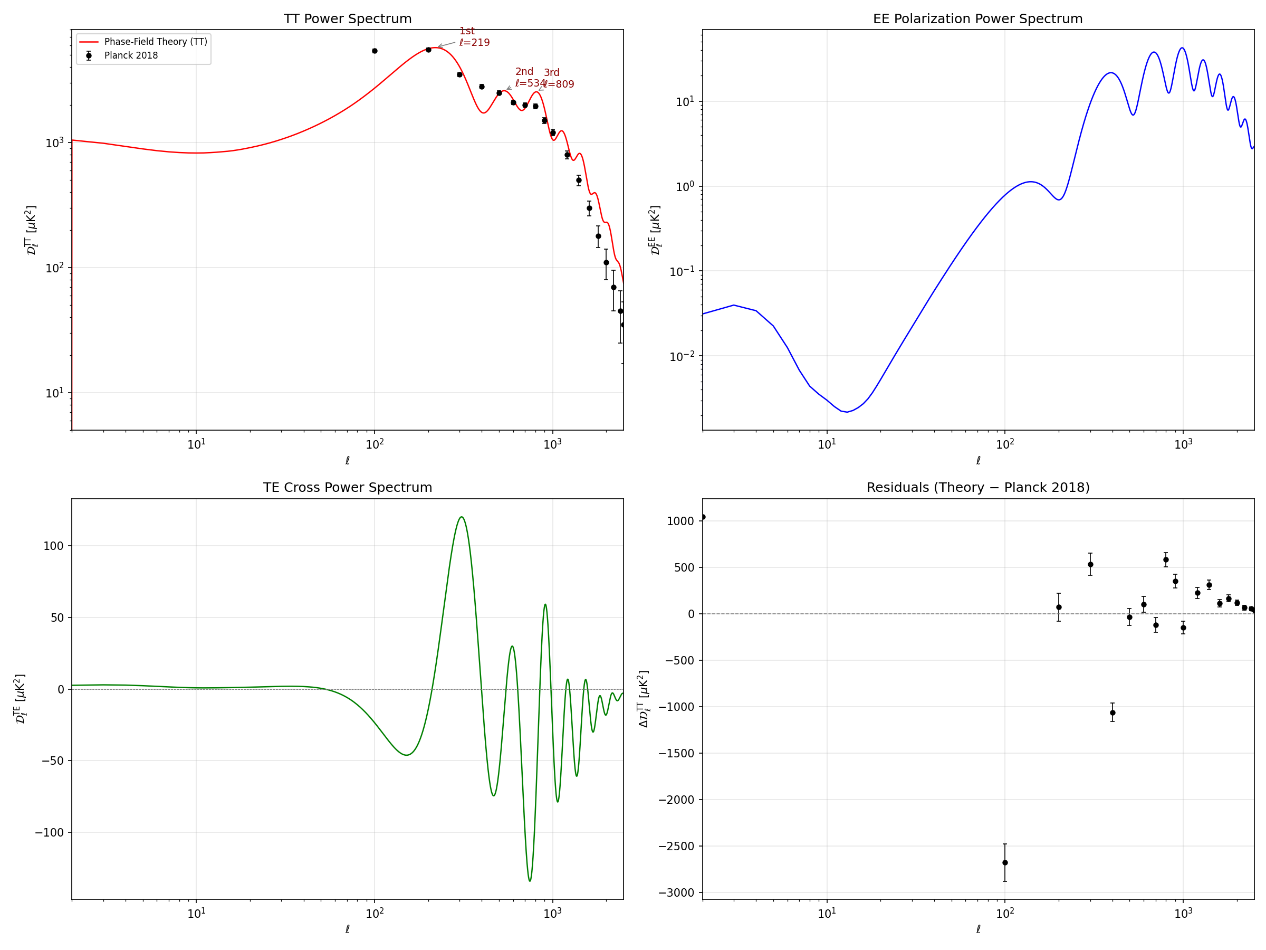 TT Power Spectrum
Phase-Field Theory (TT)
Planck 2018
1st
ℓ=219
2nd
ℓ=534
3rd
ℓ=809
10³
10²
10¹
𝒟ℓᵀᵀ [μK²]
10¹ 10² 10³
ℓ
EE Polarization Power Spectrum
10¹
10⁰
10⁻¹
10⁻²
𝒟ℓᴱᴱ [μK²]
10¹ 10² 10³
ℓ
TE Cross Power Spectrum
100
50
0
−50
−100
𝒟ℓᵀᴱ [μK²]
10¹ 10² 10³
ℓ
Residuals (Theory − Planck 2018)
1000
500
0
−500
−1000
−1500
−2000
−2500
−3000
Δ𝒟ℓᵀᵀ [μK²]
10¹ 10² 10³
ℓ